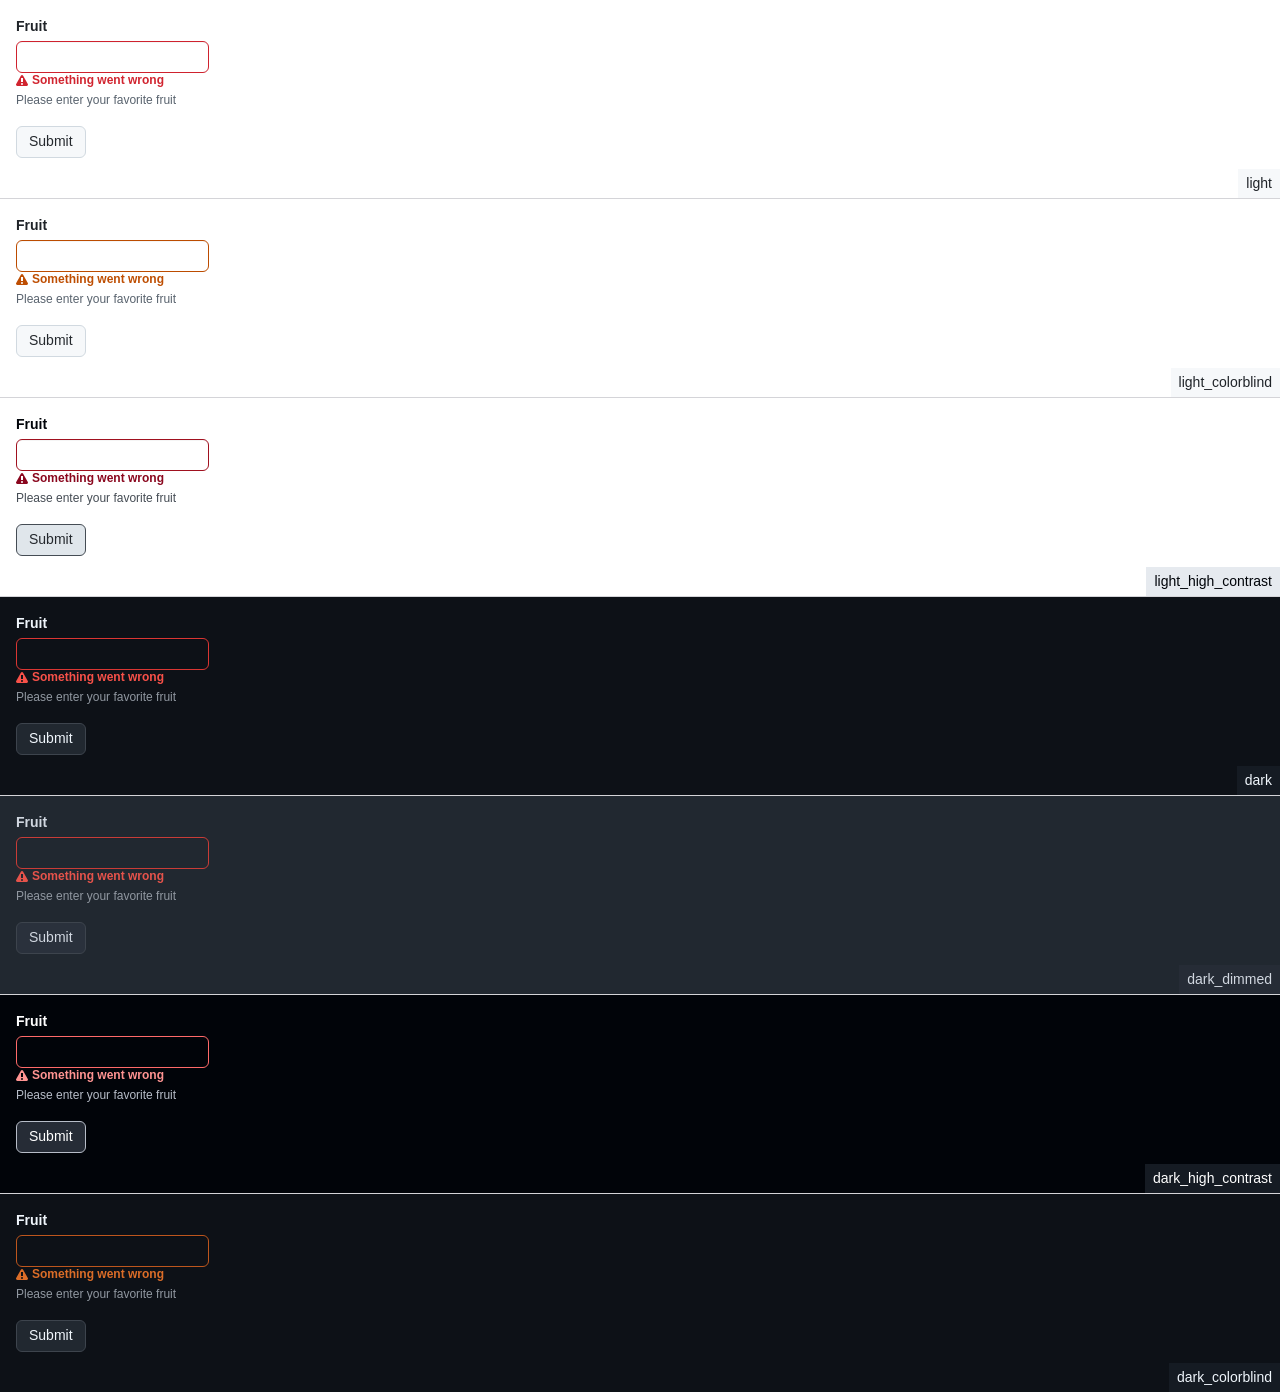 Fruit
Something went wrong
Please enter your favorite fruit
Submit
light
Fruit
Something went wrong
Please enter your favorite fruit
Submit
light_colorblind
Fruit
Something went wrong
Please enter your favorite fruit
Submit
light_high_contrast
Fruit
Something went wrong
Please enter your favorite fruit
Submit
dark
Fruit
Something went wrong
Please enter your favorite fruit
Submit
dark_dimmed
Fruit
Something went wrong
Please enter your favorite fruit
Submit
dark_high_contrast
Fruit
Something went wrong
Please enter your favorite fruit
Submit
dark_colorblind